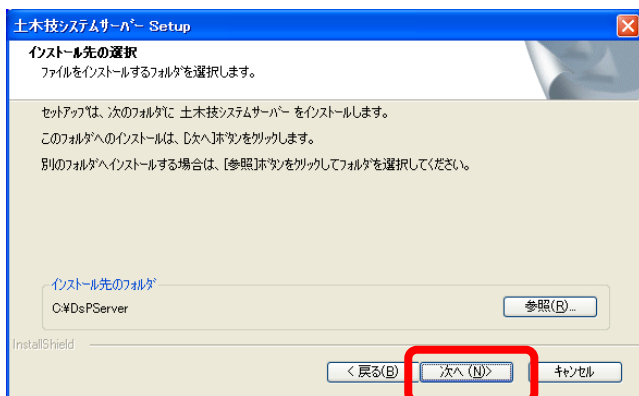 土木技システムサーバー Setup
インストール先の選択
ファイルをインストールするフォルダを選択します。
セットアップは、次のフォルダに 土木技システムサーバー をインストールします。
このフォルダへのインストールは、[次へ]ボタンをクリックします。
別のフォルダへインストールする場合は、[参照]ボタンをクリックしてフォルダを選択してください。
インストール先のフォルダ
C:¥DsPServer
参照(R)...
InstallShield
< 戻る(B)
次へ (N)>
キャンセル